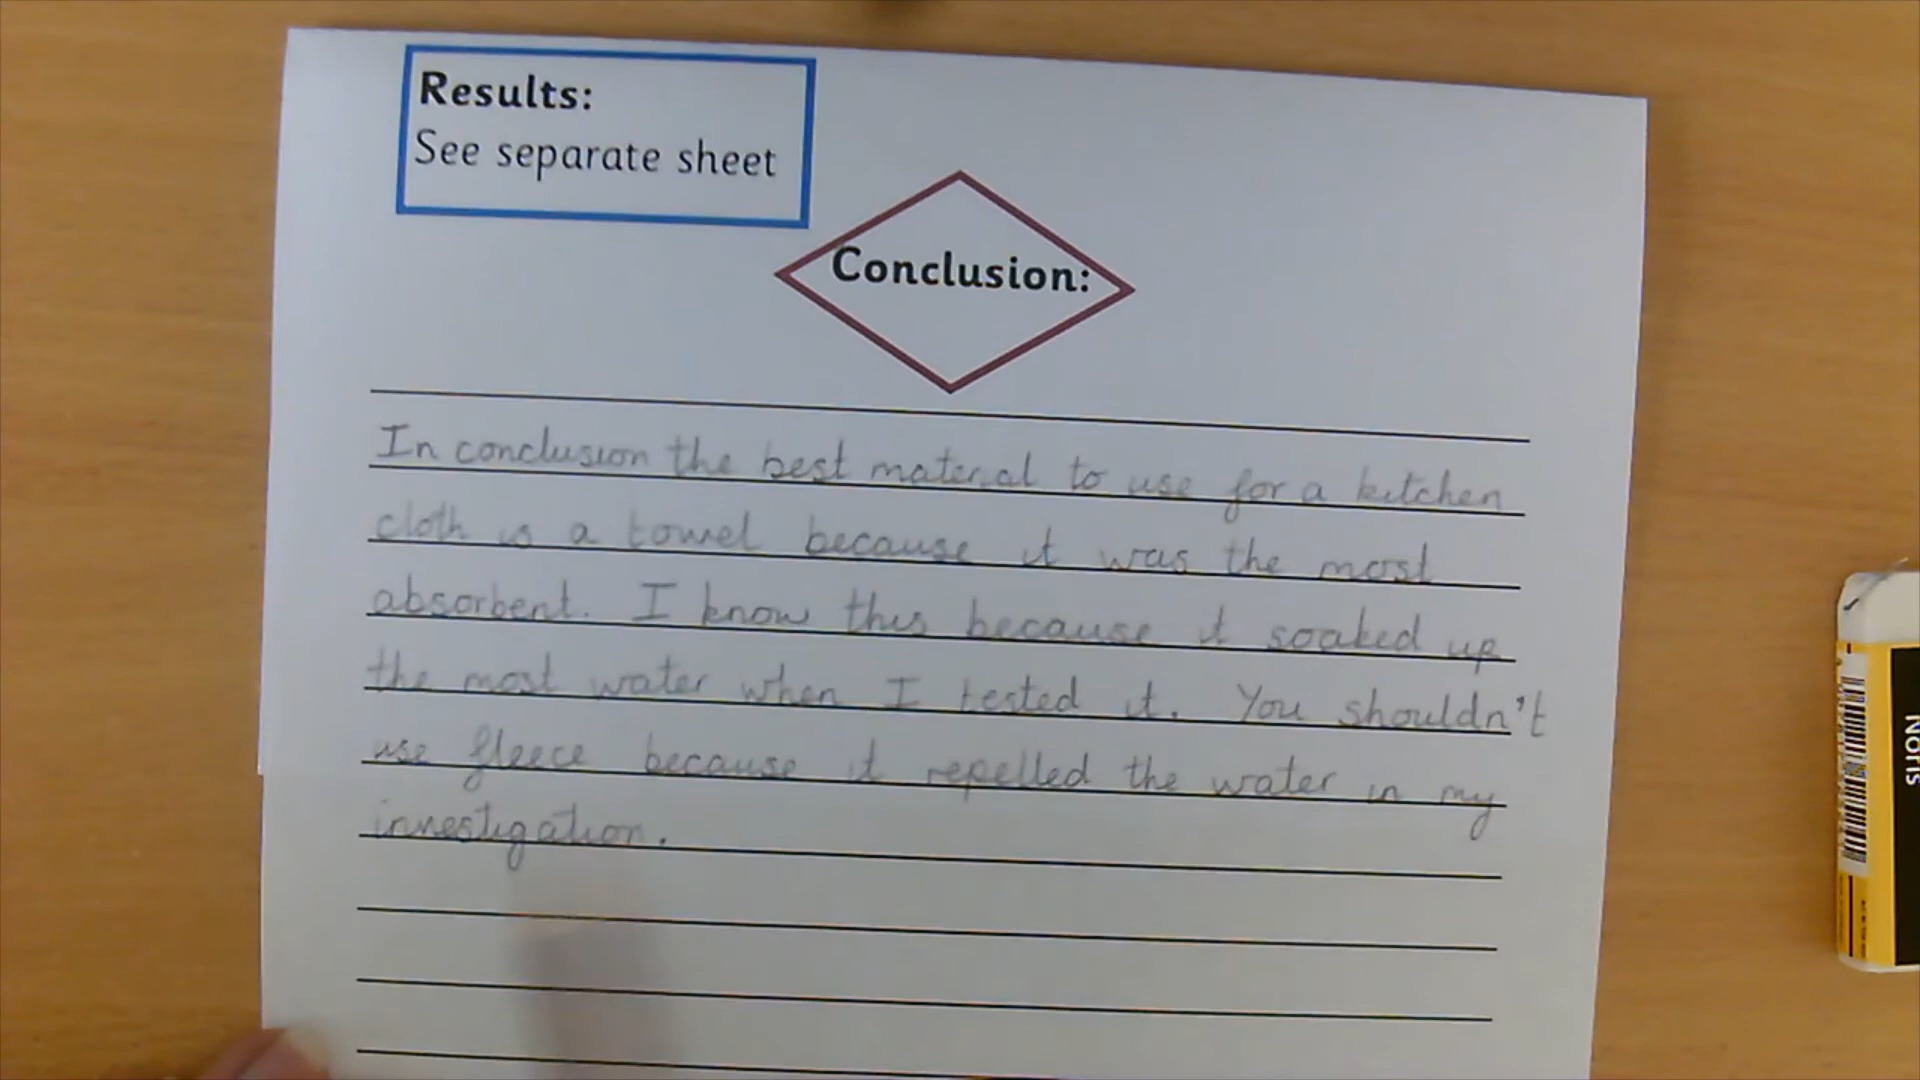 Results:
See separate sheet
Conclusion:
In conclusion the best material to use for a kitchen
cloth is a towel because it was the most
absorbent. I know this because it soaked up
the most water when I tested it. You shouldn't
use fleece because it repelled the water in my
investigation.
NORIS